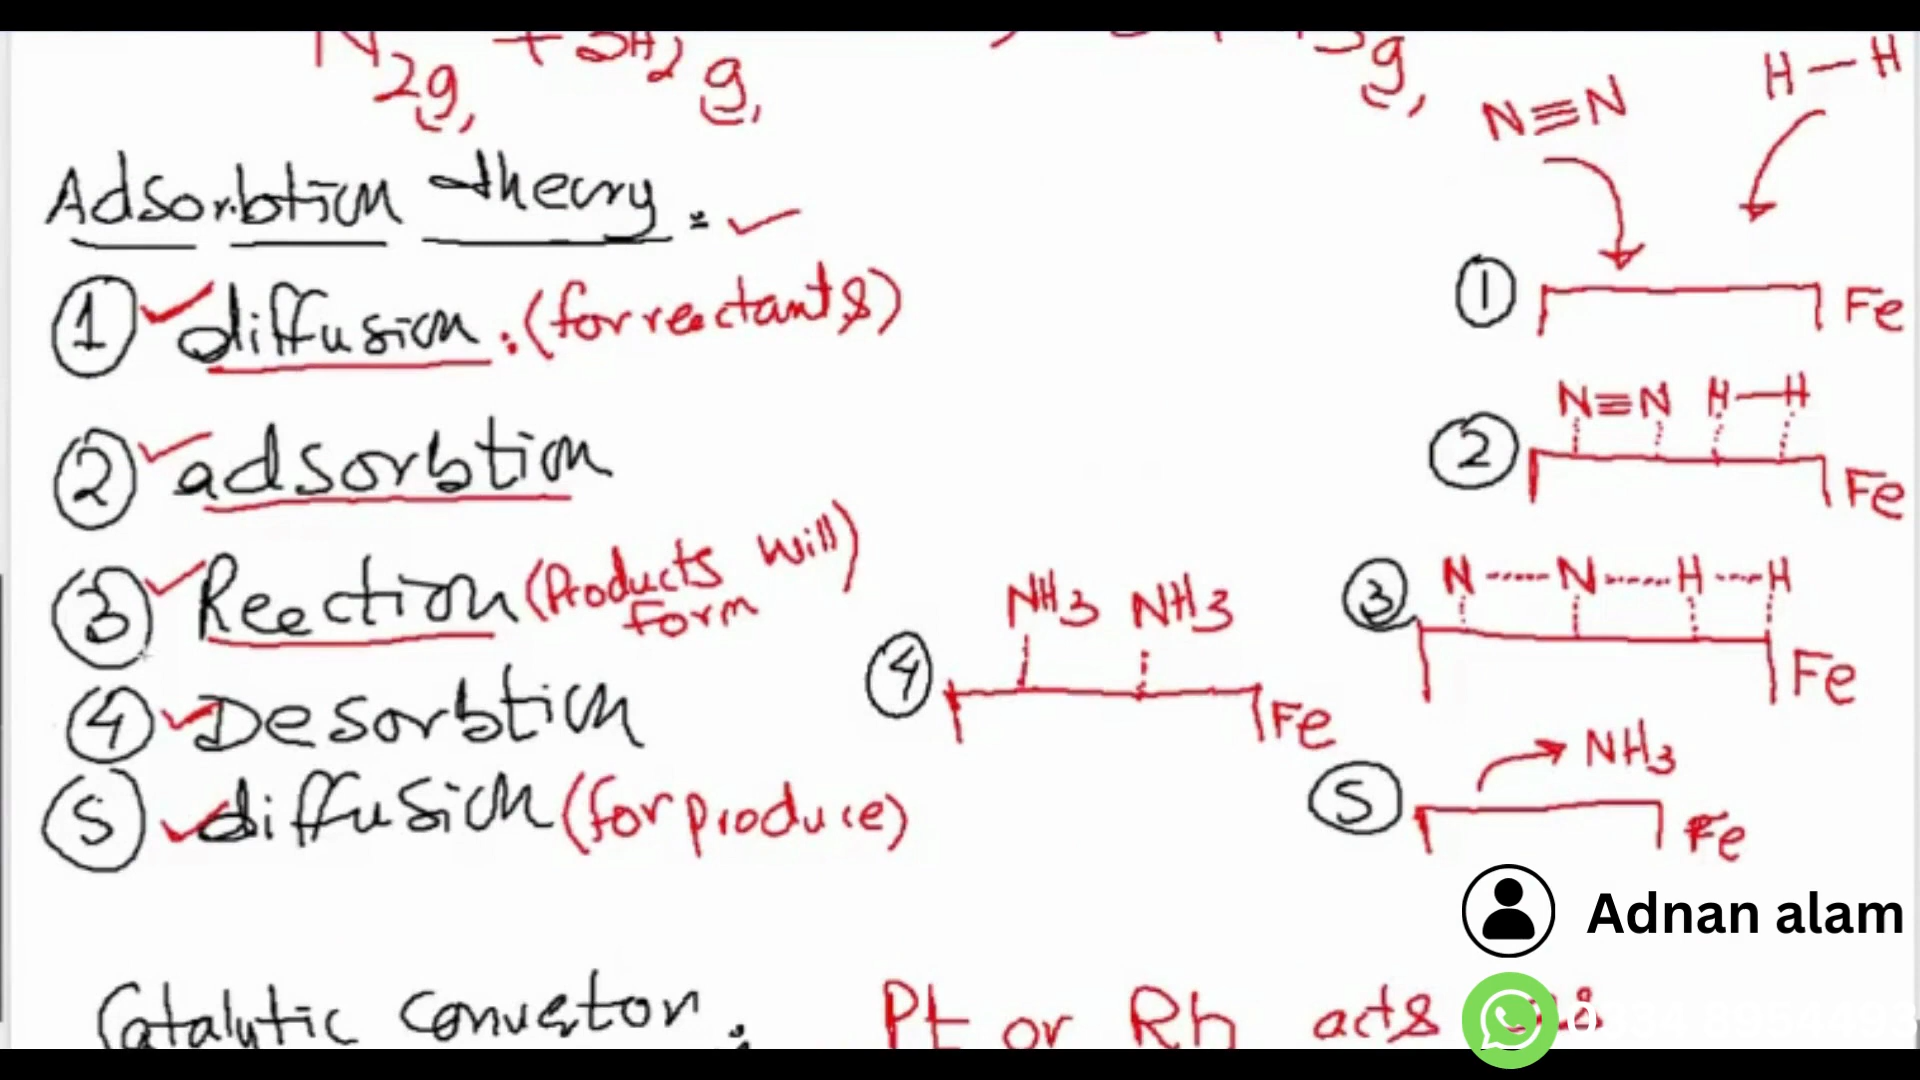 N2g, + 3H2g,
N≡N H—H
Adsorbtion theory :
① diffusion : (for reactants)
① Fe
② adsorbtion
N≡N H—H
② Fe
③ Reection (Products will form)
N ---- N ---- H ---- H
③ Fe
④ Desorbtion
NH3 NH3
④ Fe
⑤ diffusion (for produce)
NH3
⑤ Fe
Adnan alam
Catalytic convetor : Pt or Rh acts